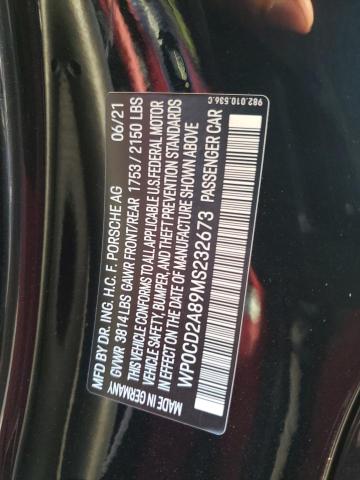 982.010.536.C
MFD BY DR. ING. H.C. F. PORSCHE AG 06/21
GVWR 3814 LBS GAWR FRONT/REAR 1753 / 2150 LBS
THIS VEHICLE CONFORMS TO ALL APPLICABLE U.S. FEDERAL MOTOR
VEHICLE SAFETY, BUMPER, AND THEFT PREVENTION STANDARDS
IN EFFECT ON THE DATE OF MANUFACTURE SHOWN ABOVE
WP0CD2A89MS232673 PASSENGER CAR
MADE IN GERMANY